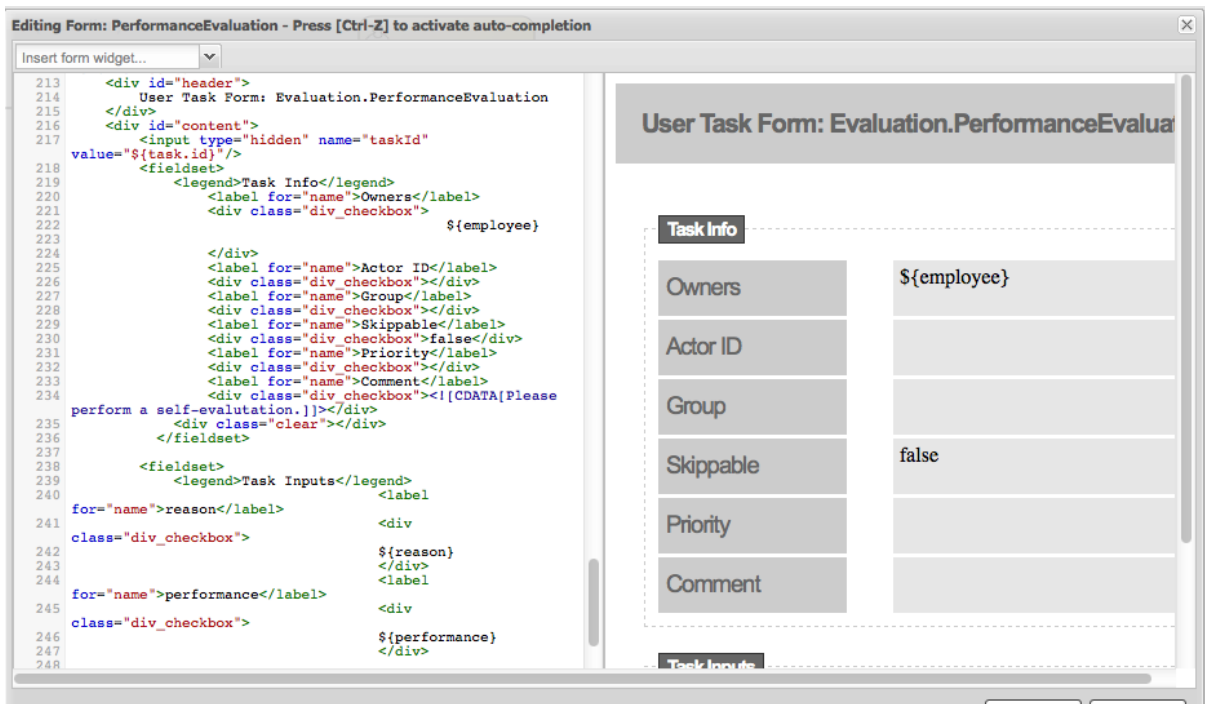 Editing Form: PerformanceEvaluation - Press [Ctrl-Z] to activate auto-completion
Insert form widget...
213 <div id="header">
214 User Task Form: Evaluation.PerformanceEvaluation
215 </div>
216 <div id="content">
217 <input type="hidden" name="taskId"
value="${task.id}"/>
218 <fieldset>
219 <legend>Task Info</legend>
220 <label for="name">Owners</label>
221 <div class="div_checkbox">
222 ${employee}
223
224 </div>
225 <label for="name">Actor ID</label>
226 <div class="div_checkbox"></div>
227 <label for="name">Group</label>
228 <div class="div_checkbox"></div>
229 <label for="name">Skippable</label>
230 <div class="div_checkbox">false</div>
231 <label for="name">Priority</label>
232 <div class="div_checkbox"></div>
233 <label for="name">Comment</label>
234 <div class="div_checkbox"><![CDATA[Please
perform a self-evalutation.]]></div>
235 <div class="clear"></div>
236 </fieldset>
237
238 <fieldset>
239 <legend>Task Inputs</legend>
240 <label
for="name">reason</label>
241 <div
class="div_checkbox">
242 ${reason}
243 </div>
244 <label
for="name">performance</label>
245 <div
class="div_checkbox">
246 ${performance}
247 </div>
248
User Task Form: Evaluation.PerformanceEvaluat
Task Info
Owners ${employee}
Actor ID
Group
Skippable false
Priority
Comment
Task Inputs